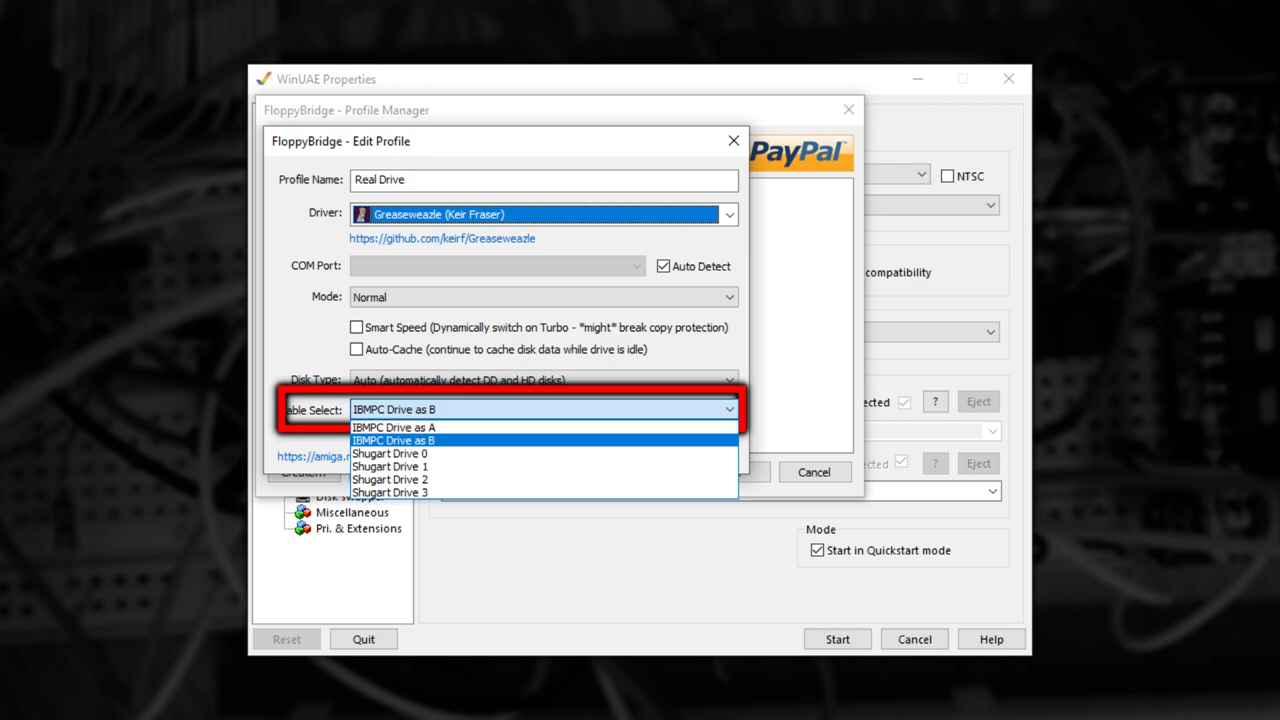 WinUAE Properties
FloppyBridge - Profile Manager
FloppyBridge - Edit Profile
PayPal
Profile Name: Real Drive
NTSC
Driver: Greaseweazle (Keir Fraser)
https://github.com/keirf/Greaseweazle
COM Port: Auto Detect
compatibility
Mode: Normal
Smart Speed (Dynamically switch on Turbo - *might* break copy protection)
Auto-Cache (continue to cache disk data while drive is idle)
Disk Type: Auto (automatically detect DD and HD disks)
able Select: IBMPC Drive as B
ected ? Eject
IBMPC Drive as A
IBMPC Drive as B
Shugart Drive 0
https://amiga.r
Shugart Drive 1
cted ? Eject
Shugart Drive 2
Cancel
Shugart Drive 3
Miscellaneous
Pri. & Extensions
Mode
Start in Quickstart mode
Reset Quit Start Cancel Help